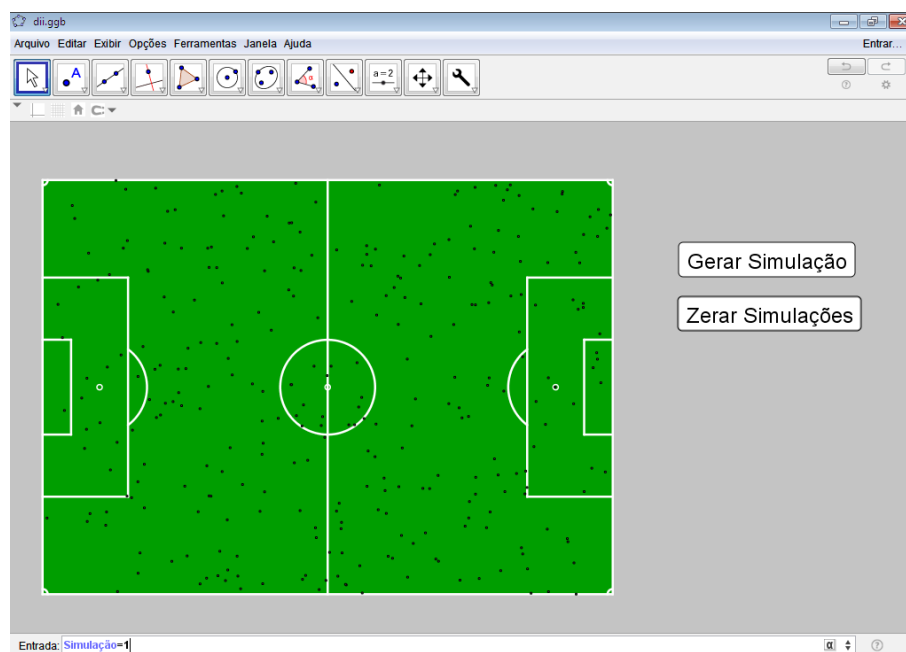 dii.ggb
Arquivo Editar Exibir Opções Ferramentas Janela Ajuda
Entrar...
A
α
a=2
Gerar Simulação
Zerar Simulações
Entrada: Simulação=1
α